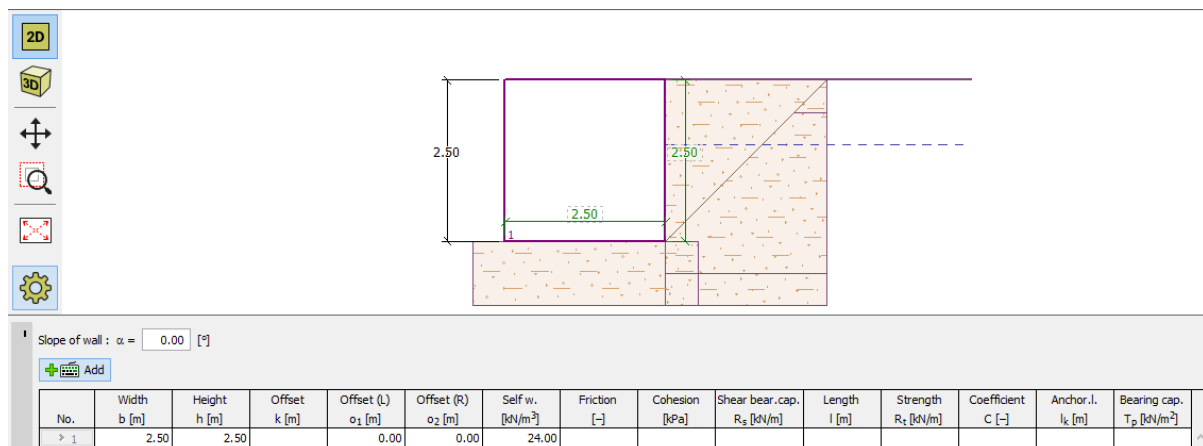 2D
3D
2.50
2.50
2.50
1
Slope of wall : α = 0.00 [°]
Add
No. Width b [m] Height h [m] Offset k [m] Offset (L) o₁ [m] Offset (R) o₂ [m] Self w. [kN/m³] Friction [–] Cohesion [kPa] Shear bear.cap. Rₛ [kN/m] Length l [m] Strength Rₜ [kN/m] Coefficient C [–] Anchor.l. lₖ [m] Bearing cap. Tₚ [kN/m²]
> 1 2.50 2.50 0.00 0.00 24.00